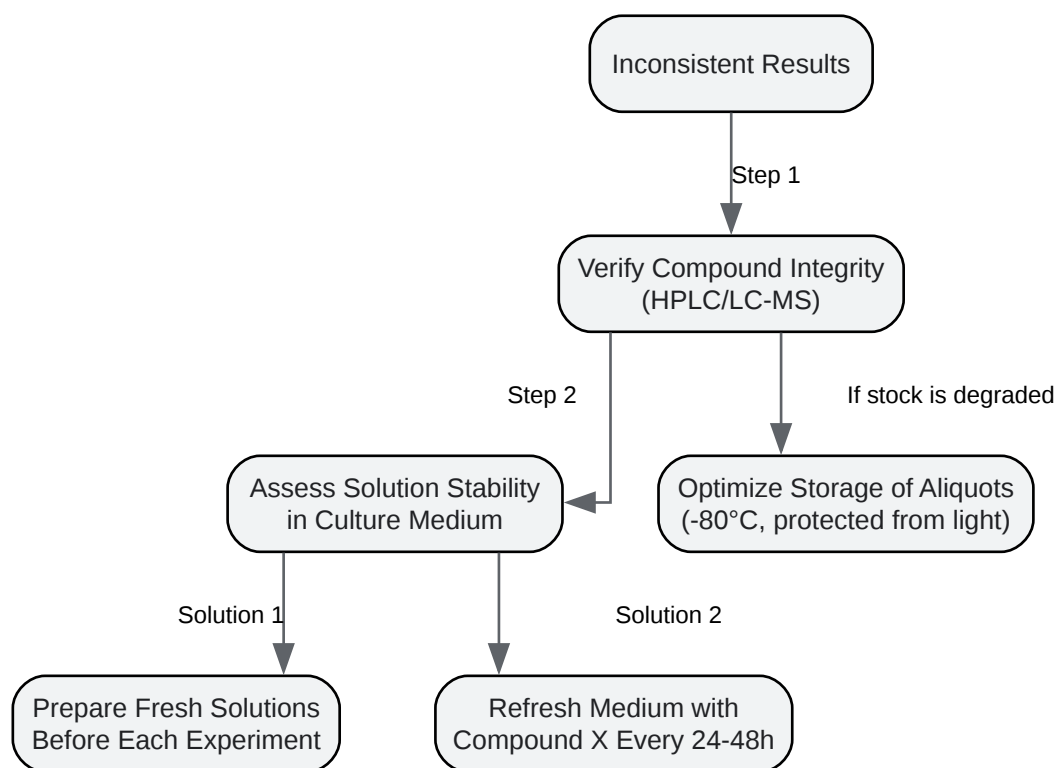 Inconsistent Results
Step 1
Verify Compound Integrity
(HPLC/LC-MS)
Step 2
If stock is degraded
Assess Solution Stability
in Culture Medium
Optimize Storage of Aliquots
(-80°C, protected from light)
Solution 1
Solution 2
Prepare Fresh Solutions
Before Each Experiment
Refresh Medium with
Compound X Every 24-48h